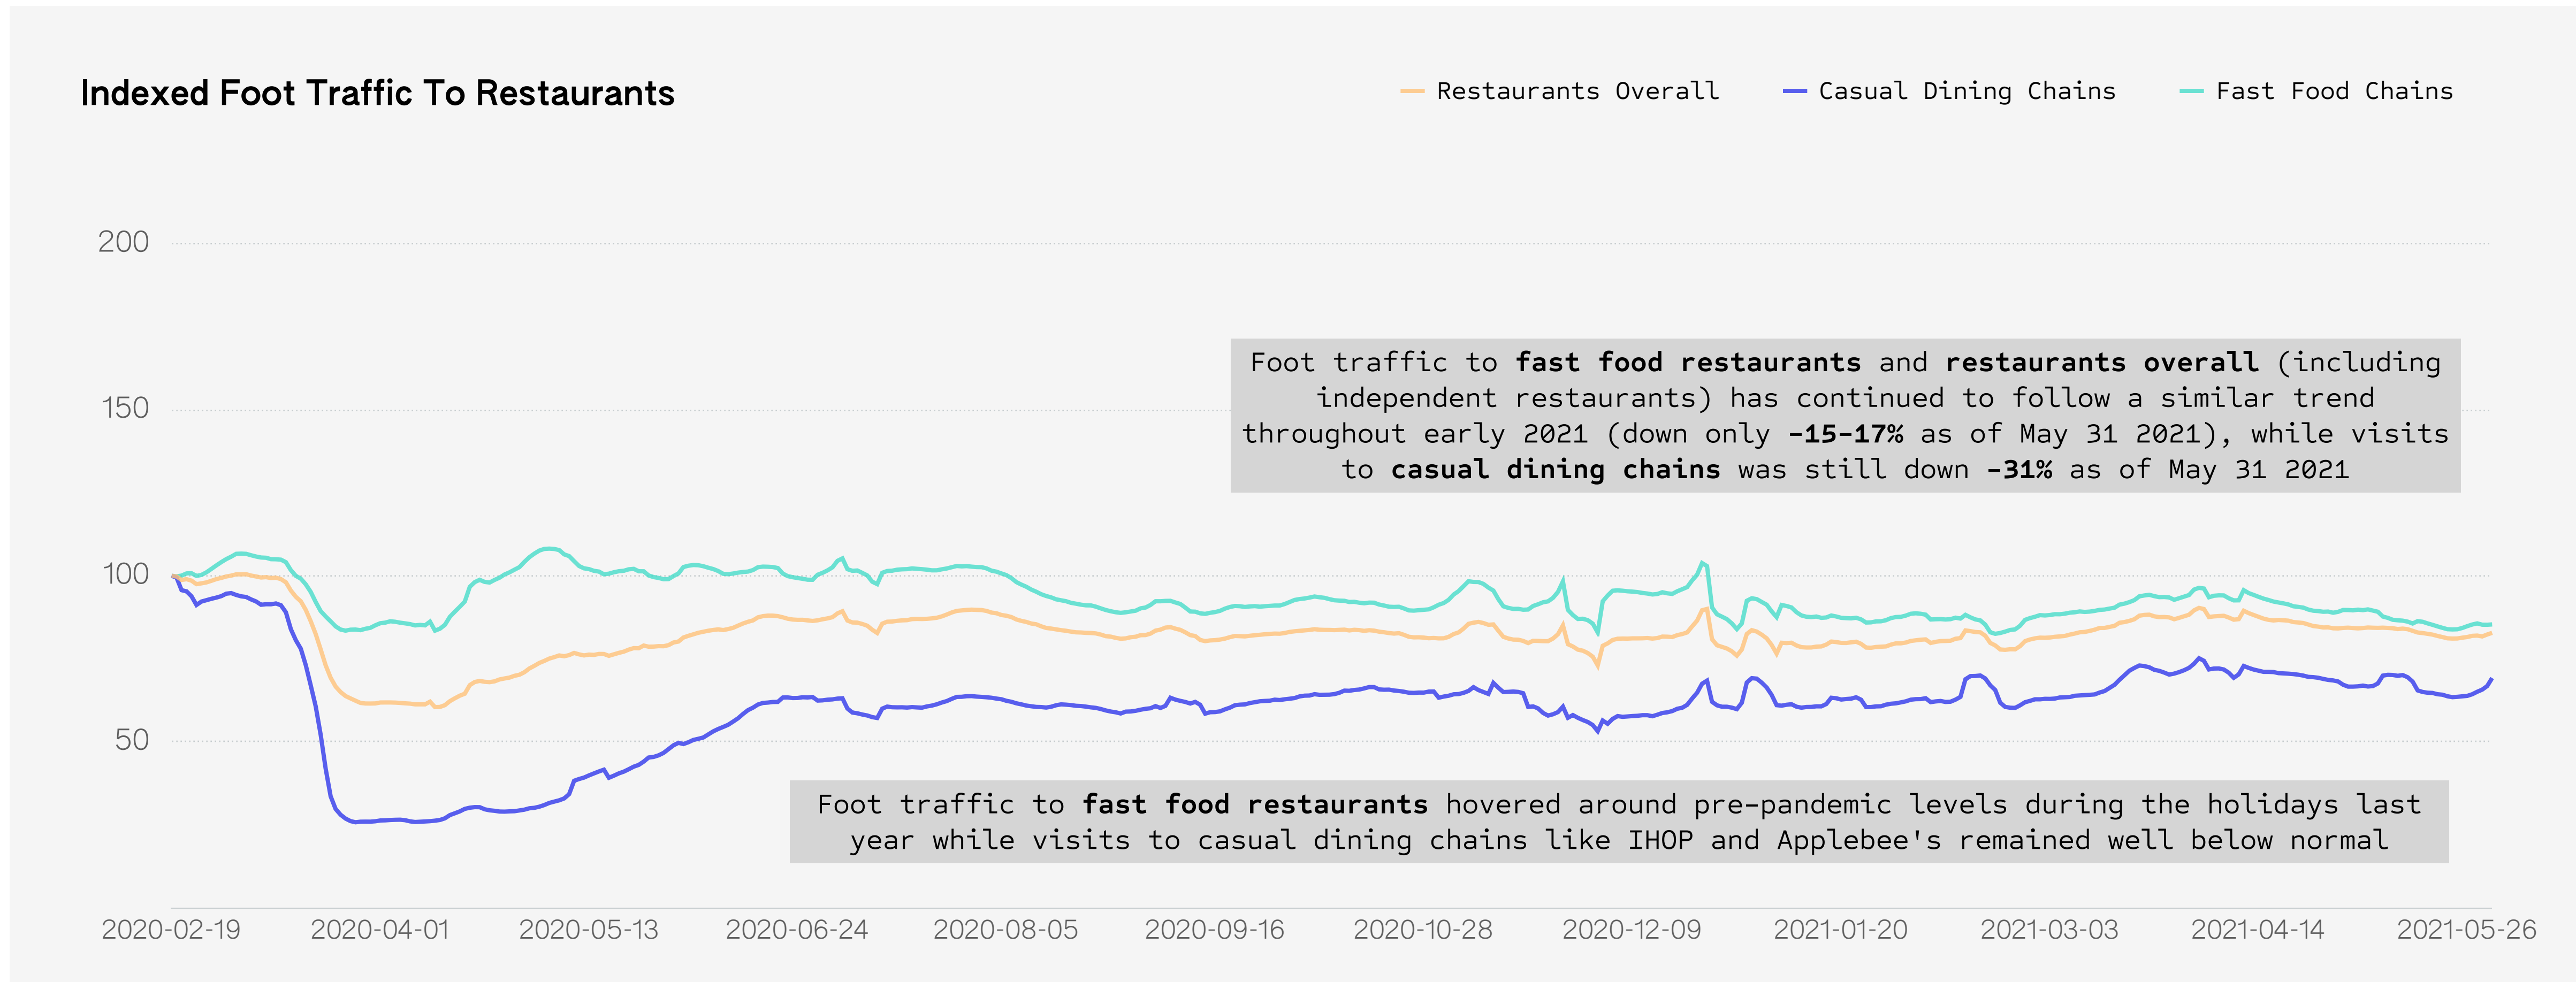 Indexed Foot Traffic To Restaurants
Restaurants Overall
Casual Dining Chains
Fast Food Chains
200
150
100
50
Foot traffic to fast food restaurants and restaurants overall (including
independent restaurants) has continued to follow a similar trend
throughout early 2021 (down only -15-17% as of May 31 2021), while visits
to casual dining chains was still down -31% as of May 31 2021
Foot traffic to fast food restaurants hovered around pre-pandemic levels during the holidays last
year while visits to casual dining chains like IHOP and Applebee's remained well below normal
2020-02-19
2020-04-01
2020-05-13
2020-06-24
2020-08-05
2020-09-16
2020-10-28
2020-12-09
2021-01-20
2021-03-03
2021-04-14
2021-05-26